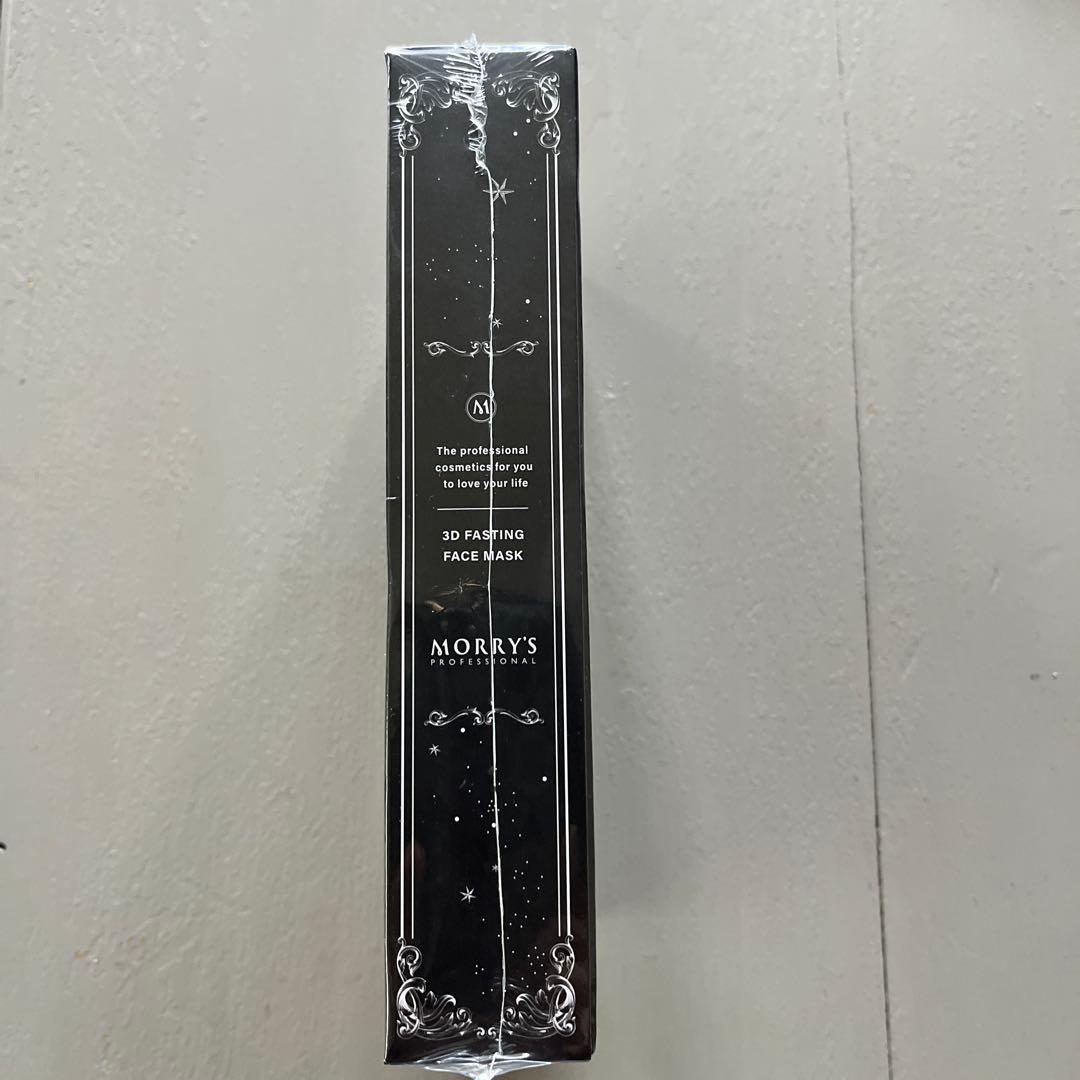 M
The professional
cosmetics for you
to love your life
3D FASTING
FACE MASK
MORRY'S
PROFESSIONAL